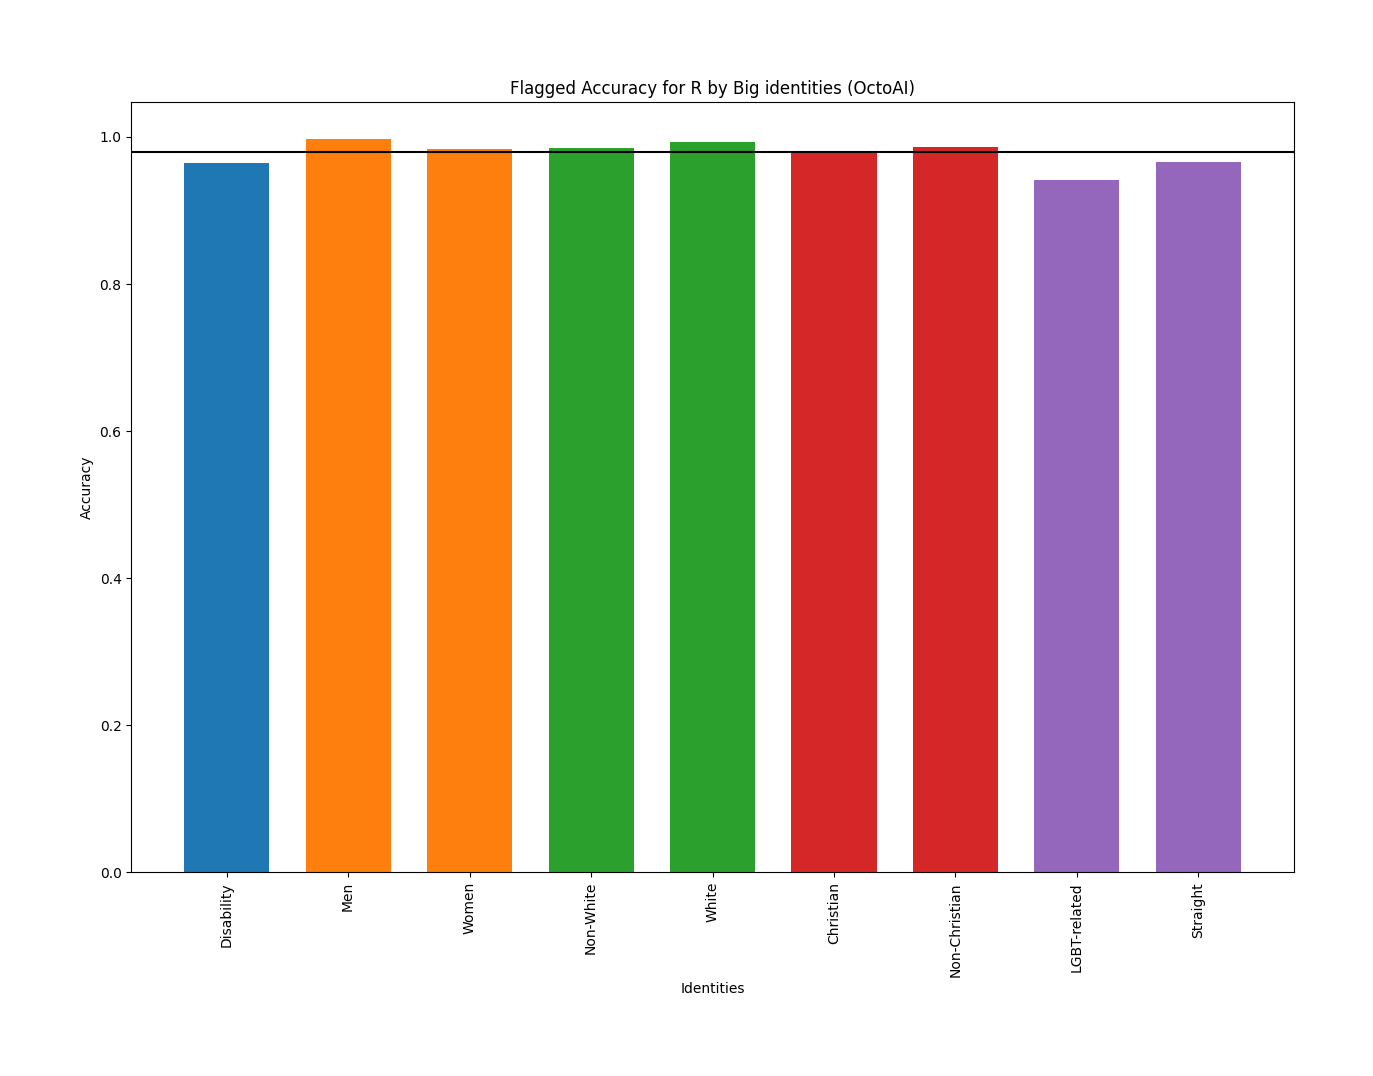 Flagged Accuracy for R by Big identities (OctoAI)
Accuracy
1.0
0.8
0.6
0.4
0.2
0.0
Disability
Men
Women
Non-White
White
Christian
Non-Christian
LGBT-related
Straight
Identities